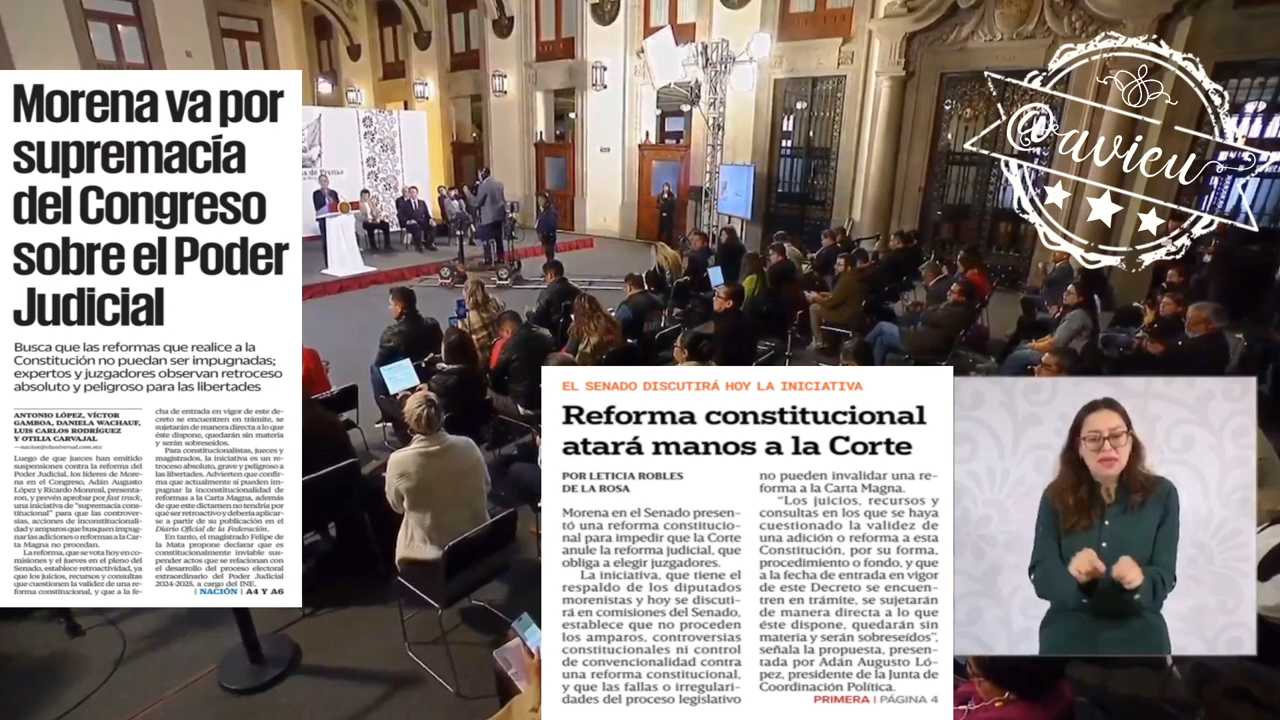 Morena va por
supremacía
del Congreso
sobre el Poder
Judicial
Busca que las reformas que realice a la
Constitución no puedan ser impugnadas;
expertos y juzgadores observan retroceso
absoluto y peligroso para las libertades
ANTONIO LÓPEZ, VÍCTOR
GAMBOA, DANIELA WACHAUF,
LUIS CARLOS RODRÍGUEZ
Y OTILIA CARVAJAL
—nacion@eluniversal.com.mx
Luego de que jueces han emitido
suspensiones contra la reforma del
Poder Judicial, los líderes de More-
na en el Congreso, Adán Augusto
López y Ricardo Monreal, presenta-
ron, y prevén aprobar por fast track,
una iniciativa de “supremacía cons-
titucional” para que las controver-
sias, acciones de inconstitucionali-
dad y amparos que busquen impug-
nar las adiciones o reformas a la Car-
ta Magna no procedan.
La reforma, que se vota hoy en co-
misiones y el jueves en el pleno del
Senado, establece retroactividad, ya
que los juicios, recursos y consultas
que cuestionen la validez de una re-
forma constitucional, y que a la fe-
cha de entrada en vigor de este de-
creto se encuentren en trámite, se
sujetarán de manera directa a lo que
éste dispone, quedarán sin materia
y serán sobreseídos.
Para constitucionalistas, jueces y
magistrados, la iniciativa es un re-
troceso absoluto, grave y peligroso a
las libertades. Advierten que confir-
ma que actualmente sí pueden im-
pugnar la inconstitucionalidad de
reformas a la Carta Magna, además
de que este dictamen no tendría por
qué ser retroactivo y debería aplicar-
se a partir de su publicación en el
Diario Oficial de la Federación.
En tanto, el magistrado Felipe de
la Mata propone declarar que es
constitucionalmente inviable sus-
pender actos que se relacionan con
el desarrollo del proceso electoral
extraordinario del Poder Judicial
2024-2025, a cargo del INE.
| NACIÓN | A4 Y A6
@avieu
EL SENADO DISCUTIRÁ HOY LA INICIATIVA
Reforma constitucional
atará manos a la Corte
POR LETICIA ROBLES
DE LA ROSA
Morena en el Senado presen-
tó una reforma constitucio-
nal para impedir que la Corte
anule la reforma judicial, que
obliga a elegir juzgadores.
La iniciativa, que tiene el
respaldo de los diputados
morenistas y hoy se discuti-
rá en comisiones del Senado,
establece que no proceden
los amparos, controversias
constitucionales ni control
de convencionalidad contra
una reforma constitucional,
y que las fallas o irregulari-
dades del proceso legislativo
no pueden invalidar una re-
forma a la Carta Magna.
“Los juicios, recursos y
consultas en los que se haya
cuestionado la validez de
una adición o reforma a esta
Constitución, por su forma,
procedimiento o fondo, y que
a la fecha de entrada en vigor
de este Decreto se encuen-
tren en trámite, se sujetarán
de manera directa a lo que
éste dispone, quedarán sin
materia y serán sobreseídos”,
señala la propuesta, presen-
tada por Adán Augusto Ló-
pez, presidente de la Junta de
Coordinación Política.
PRIMERA | PÁGINA 4